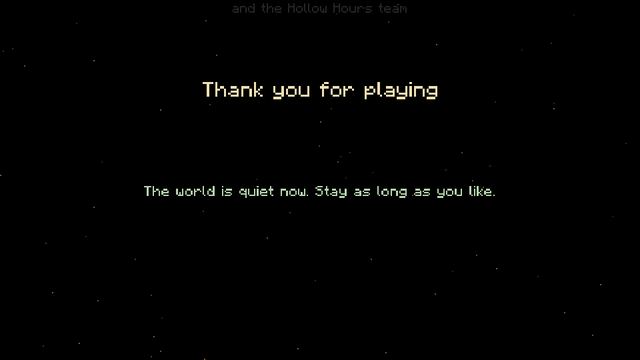 and the Hollow Hours team
Thank you for playing
The world is quiet now. Stay as long as you like.